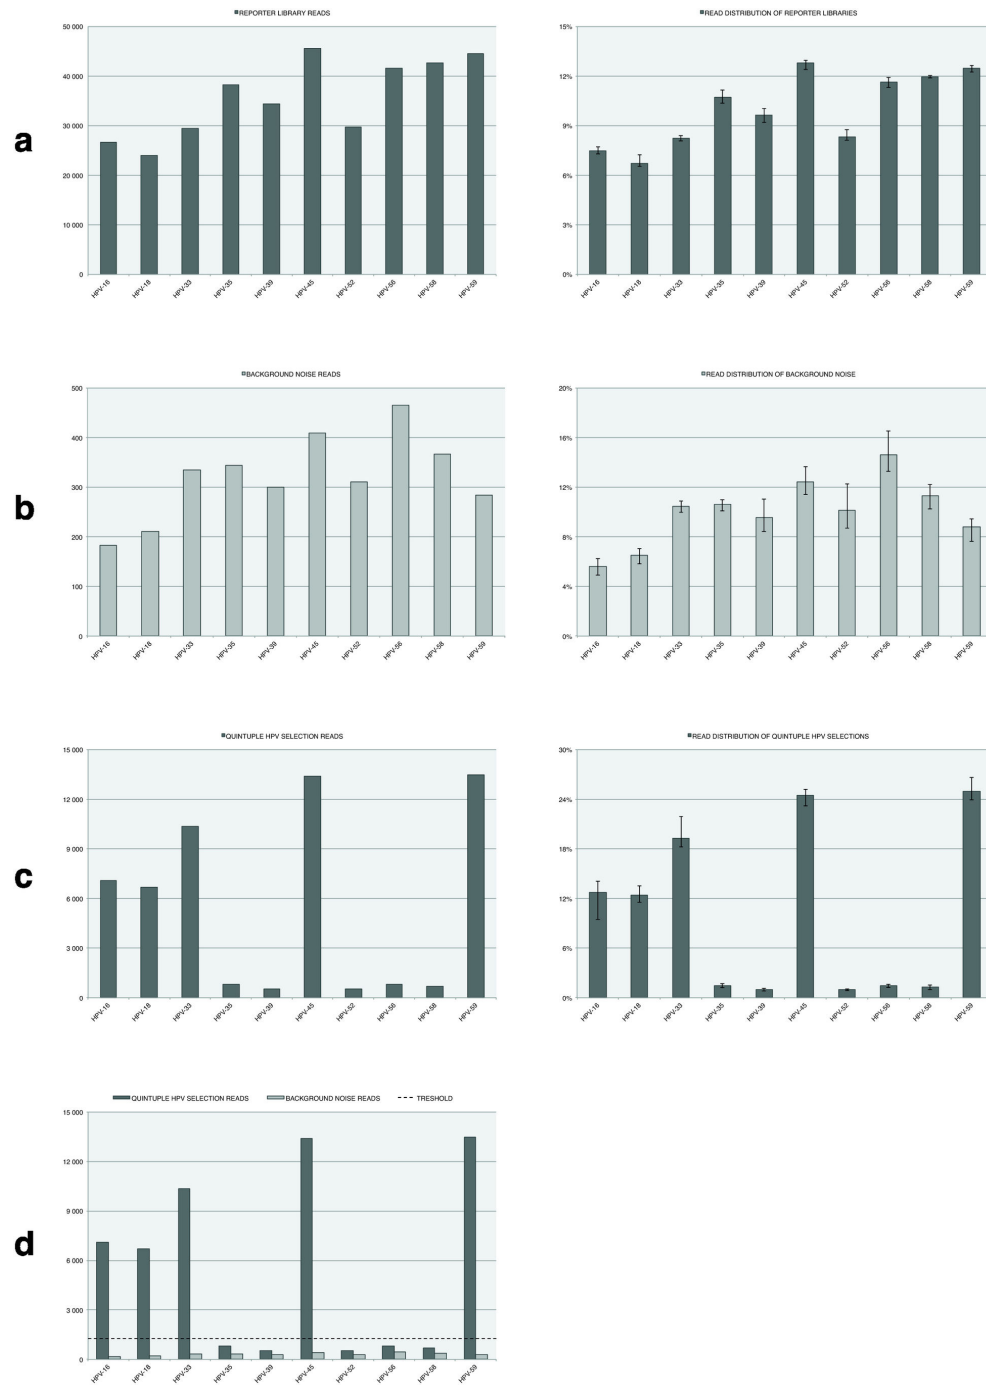 a
REPORTER LIBRARY READS
50 000
40 000
30 000
20 000
10 000
0
HPV-16 HPV-18 HPV-33 HPV-35 HPV-39 HPV-45 HPV-52 HPV-56 HPV-58 HPV-59
READ DISTRIBUTION OF REPORTER LIBRARIES
15%
12%
9%
6%
3%
0%
HPV-16 HPV-18 HPV-33 HPV-35 HPV-39 HPV-45 HPV-52 HPV-56 HPV-58 HPV-59
b
BACKGROUND NOISE READS
500
400
300
200
100
0
HPV-16 HPV-18 HPV-33 HPV-35 HPV-39 HPV-45 HPV-52 HPV-56 HPV-58 HPV-59
READ DISTRIBUTION OF BACKGROUND NOISE
20%
16%
12%
8%
4%
0%
HPV-16 HPV-18 HPV-33 HPV-35 HPV-39 HPV-45 HPV-52 HPV-56 HPV-58 HPV-59
c
QUINTUPLE HPV SELECTION READS
15 000
12 000
9 000
6 000
3 000
0
HPV-16 HPV-18 HPV-33 HPV-35 HPV-39 HPV-45 HPV-52 HPV-56 HPV-58 HPV-59
READ DISTRIBUTION OF QUINTUPLE HPV SELECTIONS
30%
24%
18%
12%
6%
0%
HPV-16 HPV-18 HPV-33 HPV-35 HPV-39 HPV-45 HPV-52 HPV-56 HPV-58 HPV-59
d
QUINTUPLE HPV SELECTION READS BACKGROUND NOISE READS TRESHOLD
15 000
12 000
9 000
6 000
3 000
0
HPV-16 HPV-18 HPV-33 HPV-35 HPV-39 HPV-45 HPV-52 HPV-56 HPV-58 HPV-59